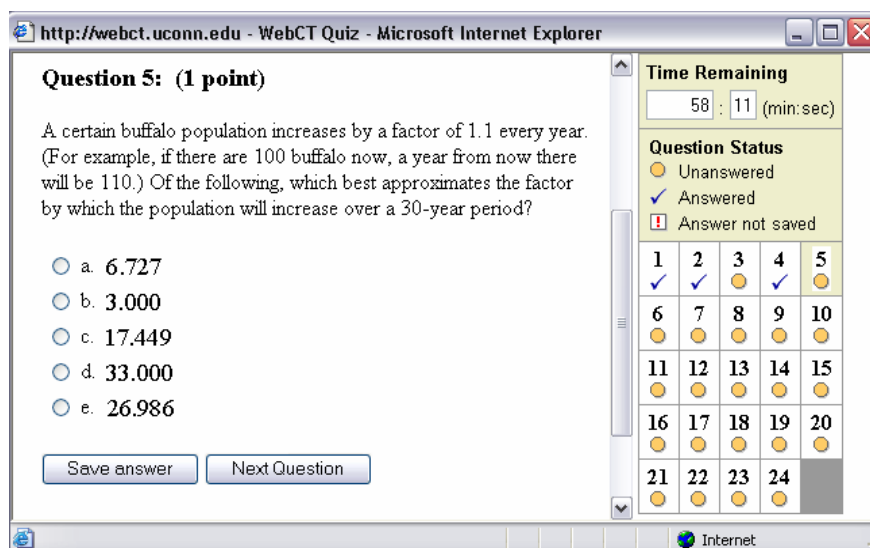 http://webct.uconn.edu - WebCT Quiz - Microsoft Internet Explorer
Question 5: (1 point)
A certain buffalo population increases by a factor of 1.1 every year.
(For example, if there are 100 buffalo now, a year from now there
will be 110.) Of the following, which best approximates the factor
by which the population will increase over a 30-year period?
a. 6.727
b. 3.000
c. 17.449
d. 33.000
e. 26.986
Save answer Next Question
Time Remaining
58 : 11 (min:sec)
Question Status
Unanswered
Answered
Answer not saved
1 2 3 4 5
6 7 8 9 10
11 12 13 14 15
16 17 18 19 20
21 22 23 24
Internet